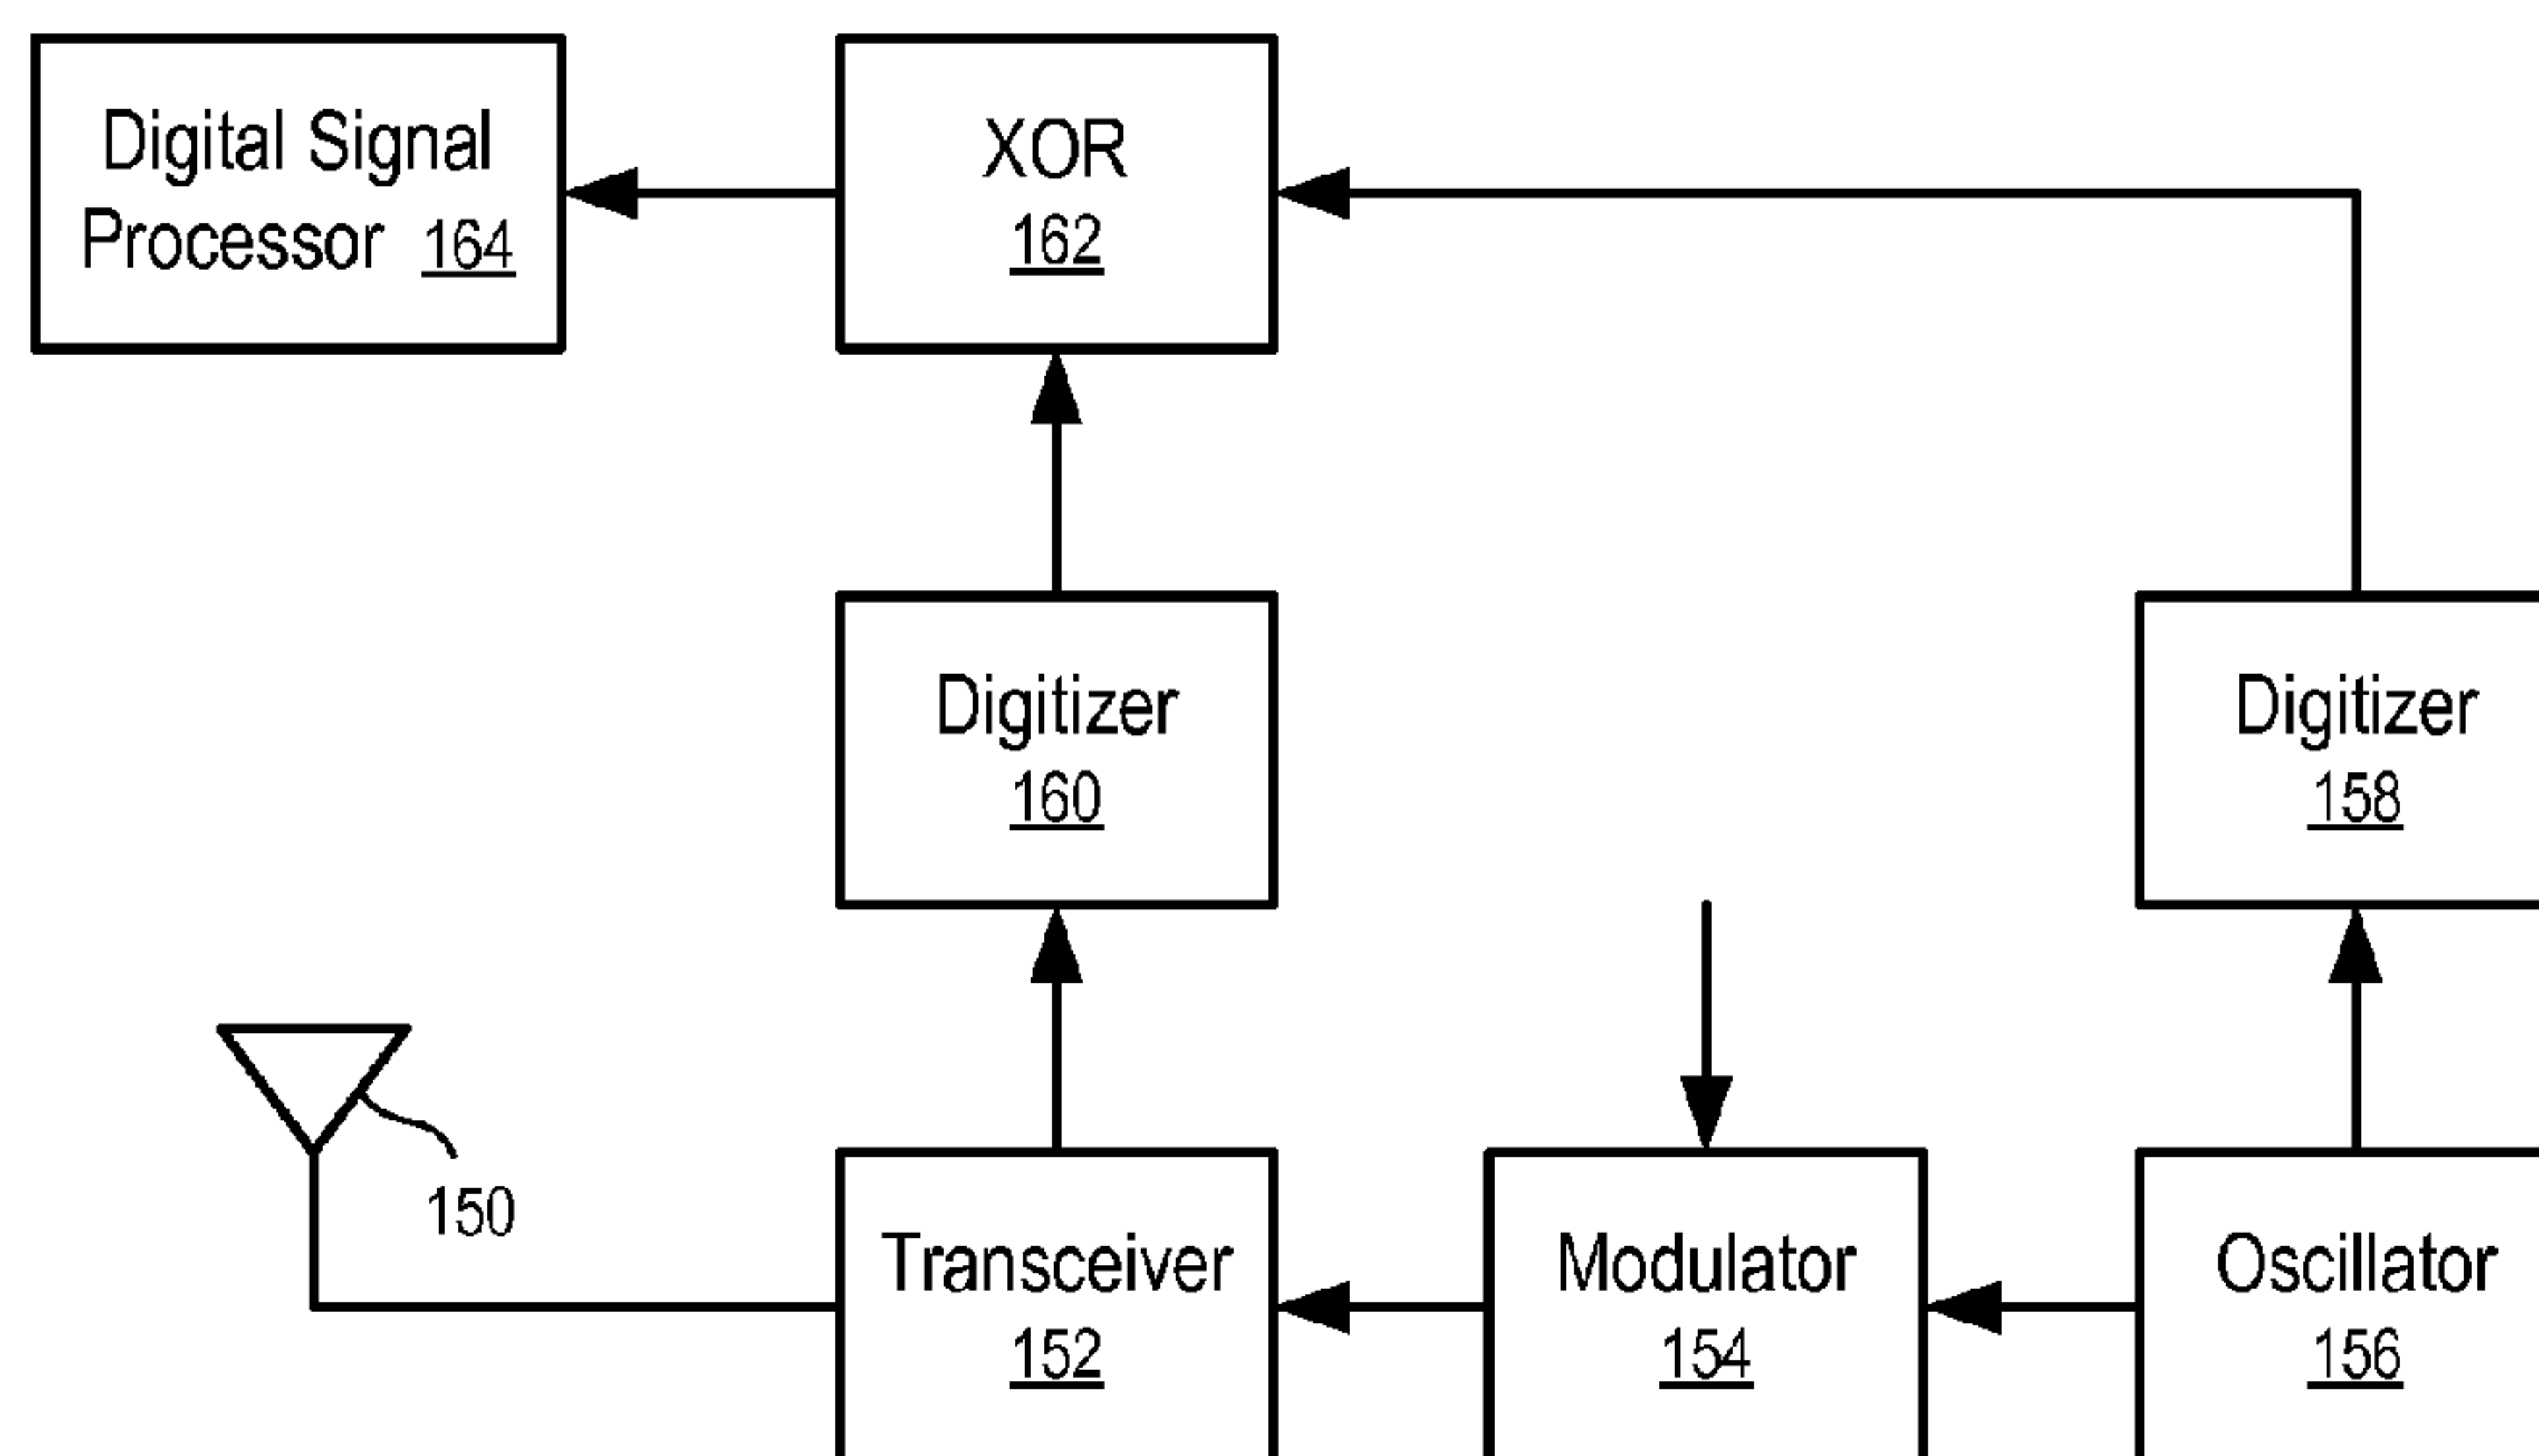 Digital Signal
Processor 164
XOR
162
Digitizer
160
Digitizer
158
150
Transceiver
152
Modulator
154
Oscillator
156